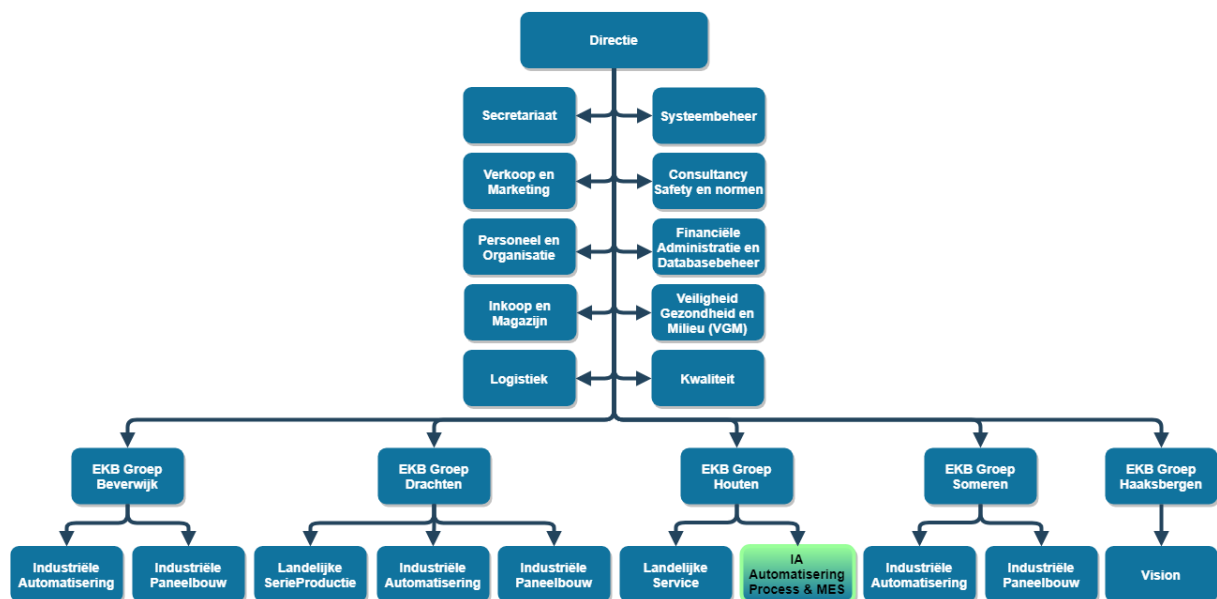 Directie
Secretariaat
Systeembeheer
Verkoop en
Marketing
Consultancy
Safety en normen
Personeel en
Organisatie
Financiële
Administratie en
Databasebeheer
Inkoop en
Magazijn
Veiligheid
Gezondheid en
Milieu (VGM)
Logistiek
Kwaliteit
EKB Groep
Beverwijk
EKB Groep
Drachten
EKB Groep
Houten
EKB Groep
Someren
EKB Groep
Haaksbergen
Industriële
Automatisering
Industriële
Paneelbouw
Landelijke
SerieProductie
Industriële
Automatisering
Industriële
Paneelbouw
Landelijke
Service
IA
Automatisering
Process & MES
Industriële
Automatisering
Industriële
Paneelbouw
Vision